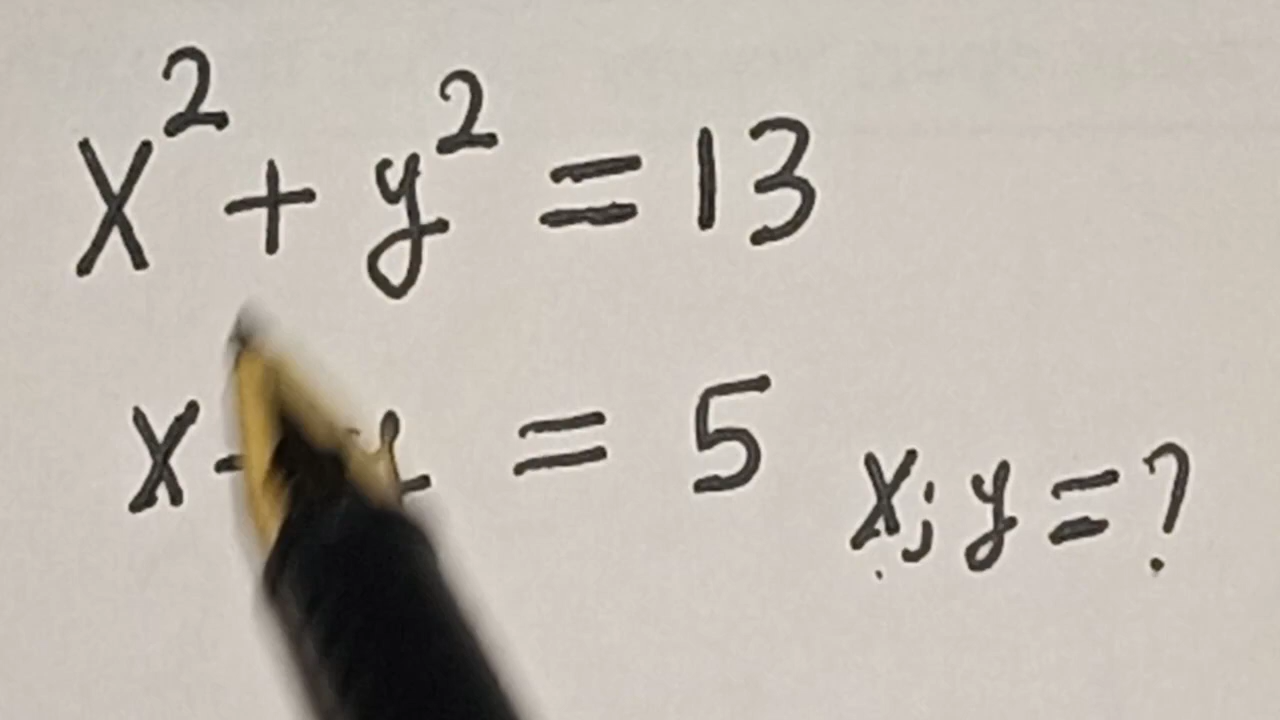 x² + y² = 13
x = 5
x; y = ?